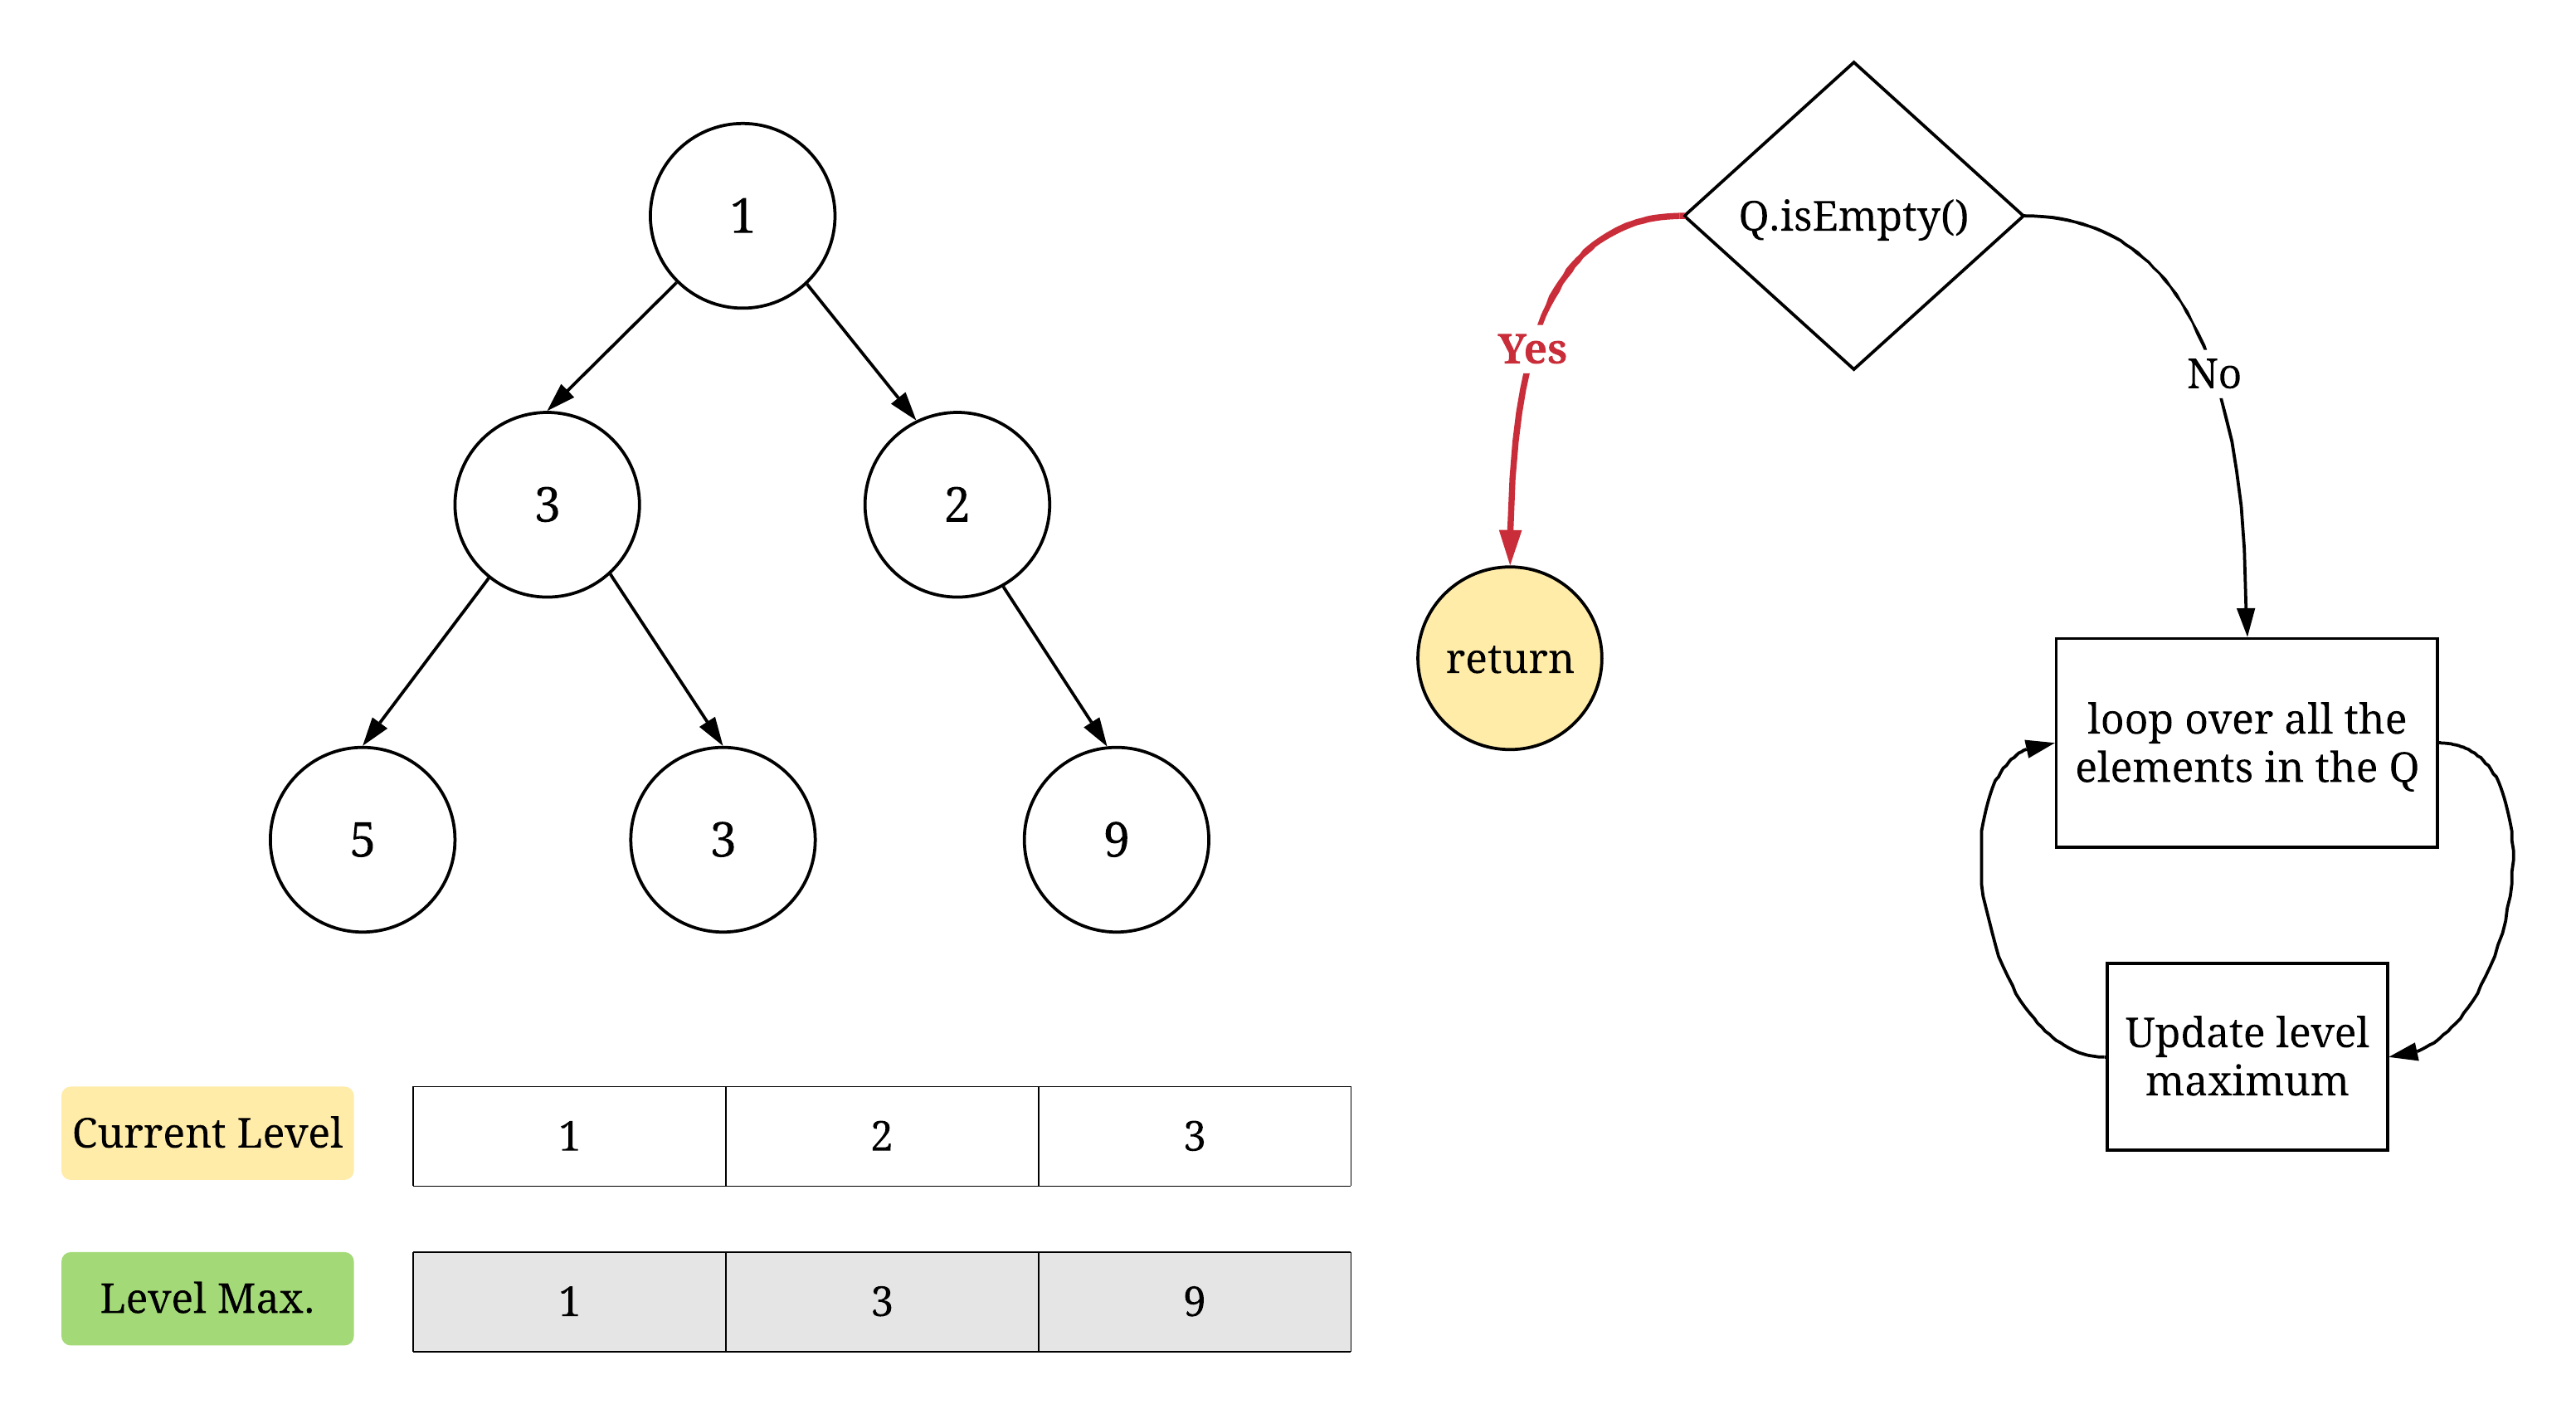 1
3
2
5
3
9
Current Level
1
2
3
Level Max.
1
3
9
Q.isEmpty()
Yes
No
return
loop over all the
elements in the Q
Update level
maximum